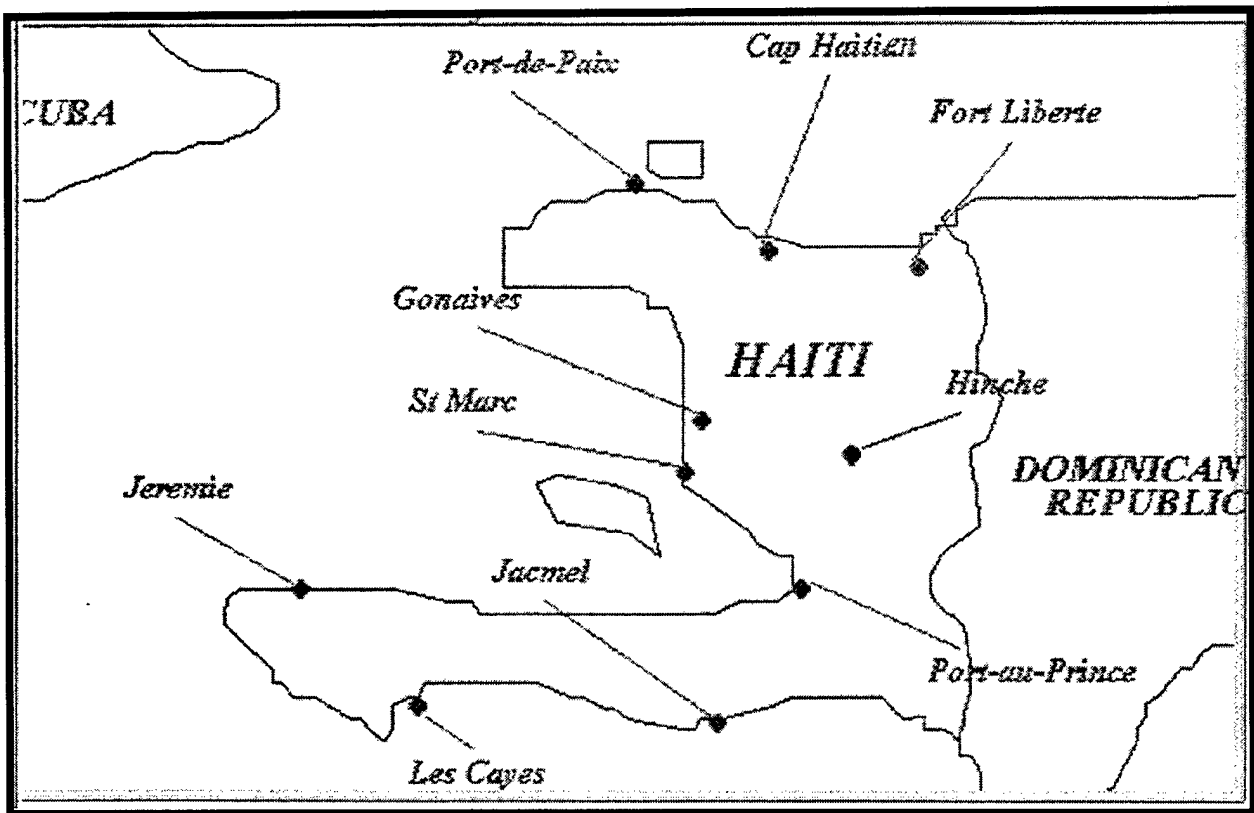 Cap Haitian
Port-de-Paix
CUBA
Fort Liberte
Gonaives
HAITI
St Marc
Hinche
DOMINICAN
REPUBLIC
Jeremie
Jacmel
Port-au-Prince
Les Cayes